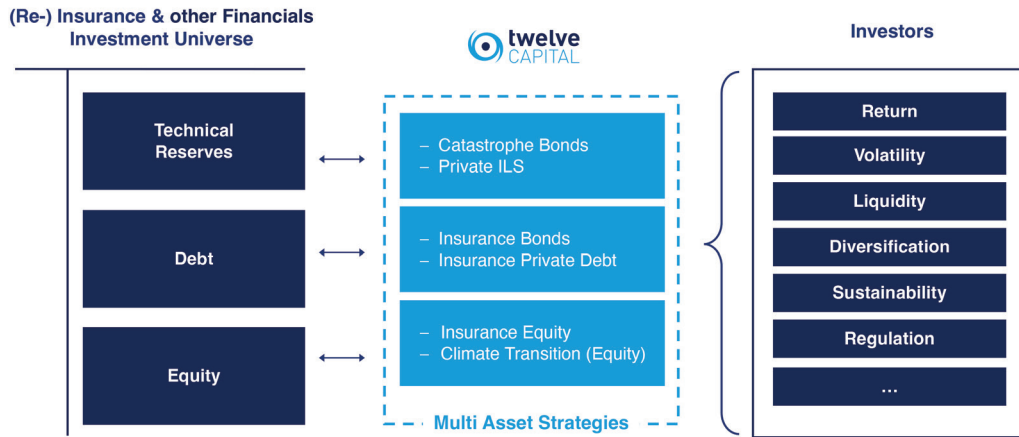 (Re-) Insurance & other Financials
Investment Universe
Technical
Reserves
Debt
Equity
twelve
CAPITAL
– Catastrophe Bonds
– Private ILS
– Insurance Bonds
– Insurance Private Debt
– Insurance Equity
– Climate Transition (Equity)
Multi Asset Strategies
Investors
Return
Volatility
Liquidity
Diversification
Sustainability
Regulation
...